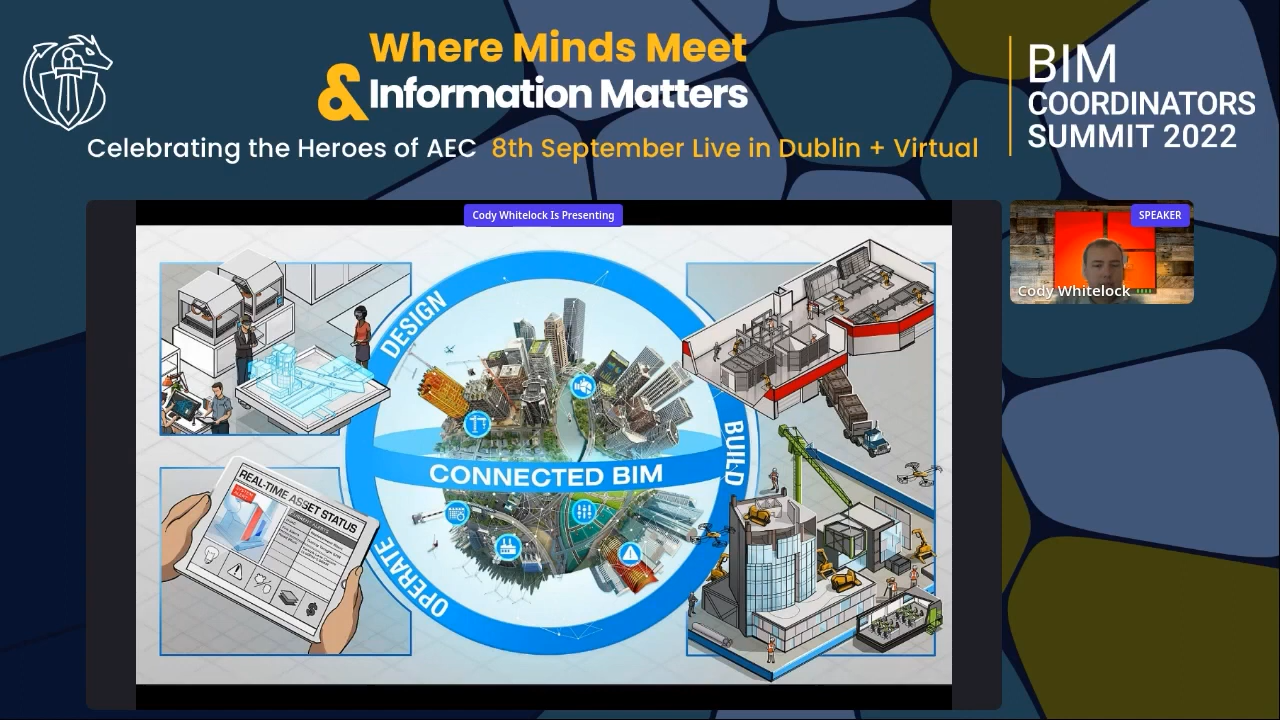 Where Minds Meet
& Information Matters
Celebrating the Heroes of AEC 8th September Live in Dublin + Virtual
BIM
COORDINATORS
SUMMIT 2022
Cody Whitelock Is Presenting
SPEAKER
Cody Whitelock
DESIGN
BUILD
CONNECTED BIM
OPERATE
REAL-TIME ASSET STATUS